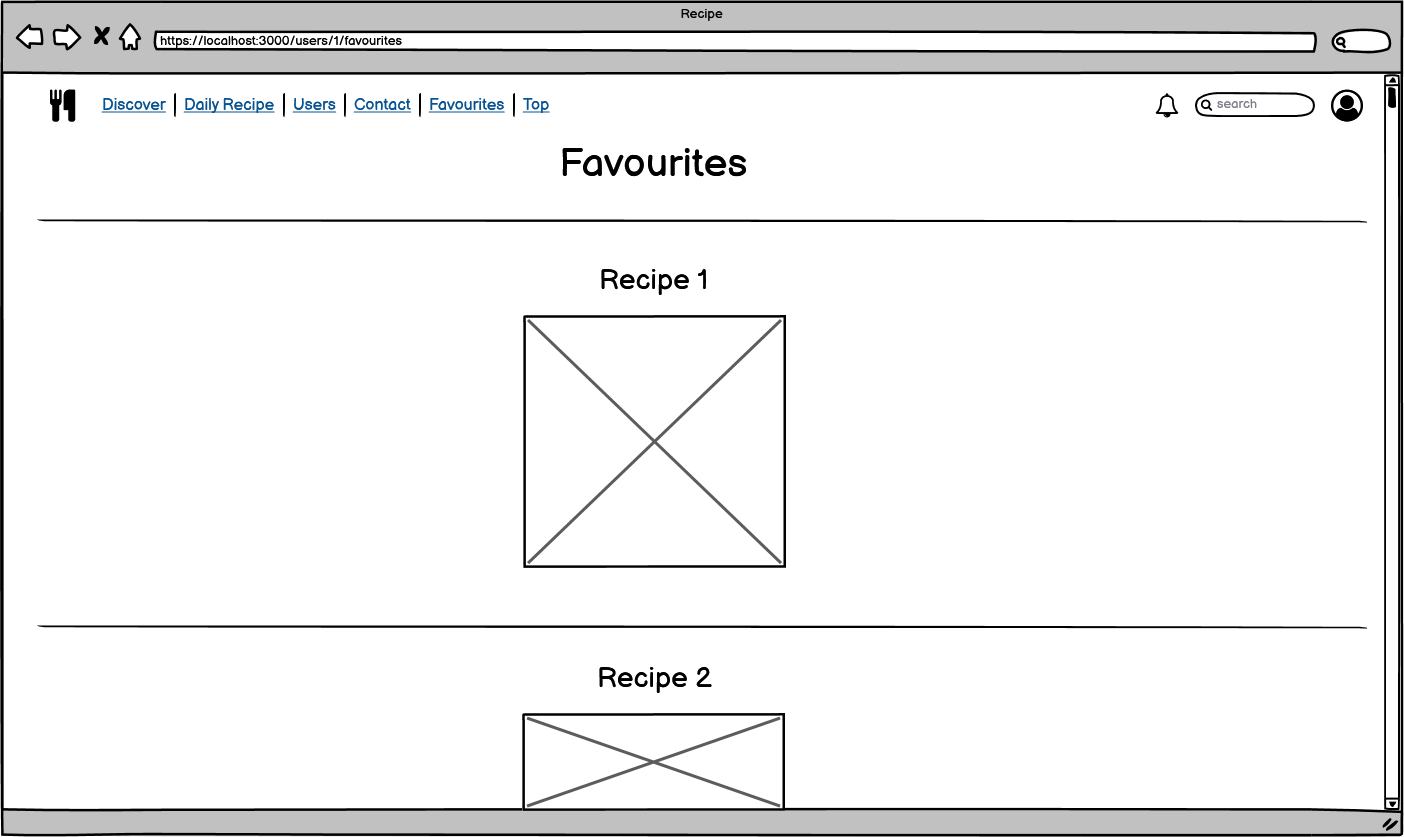 Recipe
https://localhost:3000/users/1/favourites
Discover | Daily Recipe | Users | Contact | Favourites | Top
search
Favourites
Recipe 1
Recipe 2